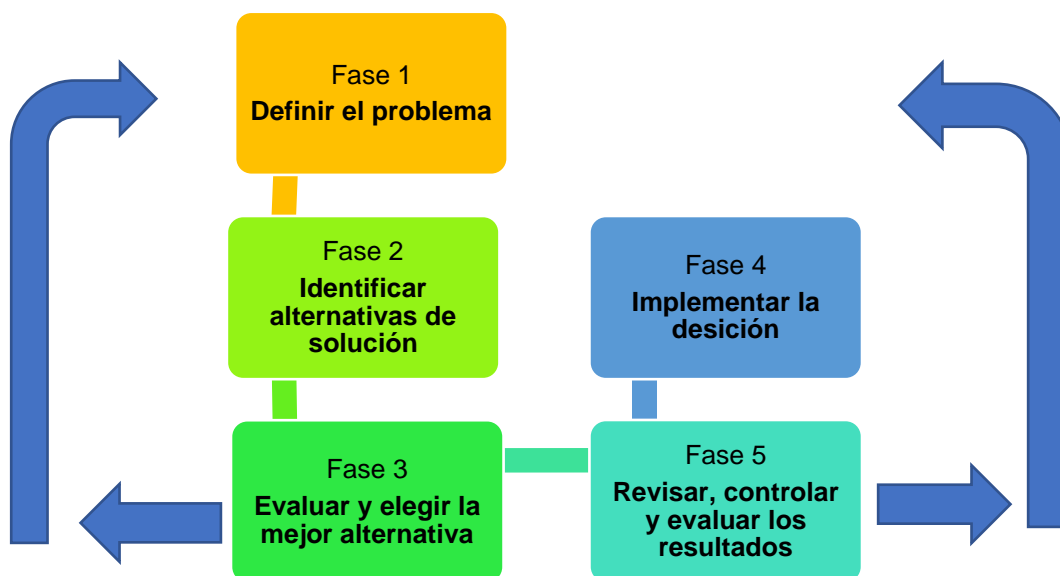 Fase 1
Definir el problema
Fase 2
Identificar
alternativas de
solución
Fase 3
Evaluar y elegir la
mejor alternativa
Fase 4
Implementar la
desición
Fase 5
Revisar, controlar
y evaluar los
resultados